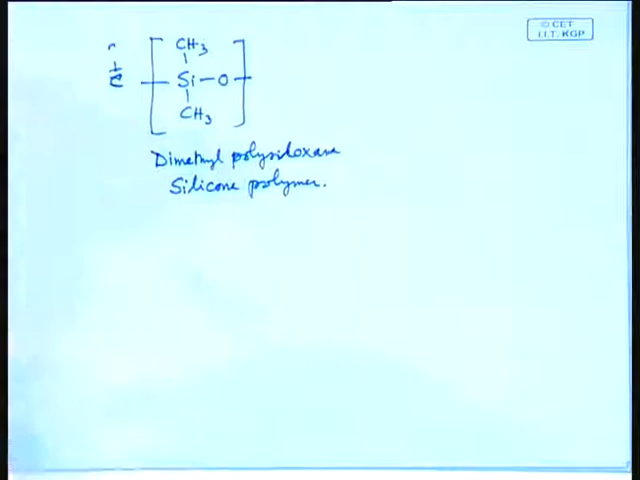 © CET
I.I.T. KGP
CH3
Si-O
CH3
Dimethyl polysiloxane
Silicone polymer.